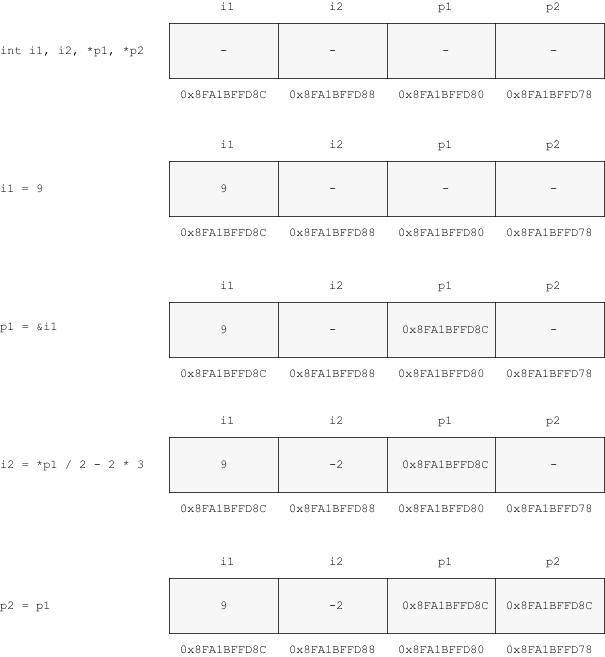 i1 i2 p1 p2
int i1, i2, *p1, *p2 - - - -
0x8FA1BFFD8C 0x8FA1BFFD88 0x8FA1BFFD80 0x8FA1BFFD78
i1 i2 p1 p2
i1 = 9 9 - - -
0x8FA1BFFD8C 0x8FA1BFFD88 0x8FA1BFFD80 0x8FA1BFFD78
i1 i2 p1 p2
p1 = &i1 9 - 0x8FA1BFFD8C -
0x8FA1BFFD8C 0x8FA1BFFD88 0x8FA1BFFD80 0x8FA1BFFD78
i1 i2 p1 p2
i2 = *p1 / 2 - 2 * 3 9 -2 0x8FA1BFFD8C -
0x8FA1BFFD8C 0x8FA1BFFD88 0x8FA1BFFD80 0x8FA1BFFD78
i1 i2 p1 p2
p2 = p1 9 -2 0x8FA1BFFD8C 0x8FA1BFFD8C
0x8FA1BFFD8C 0x8FA1BFFD88 0x8FA1BFFD80 0x8FA1BFFD78